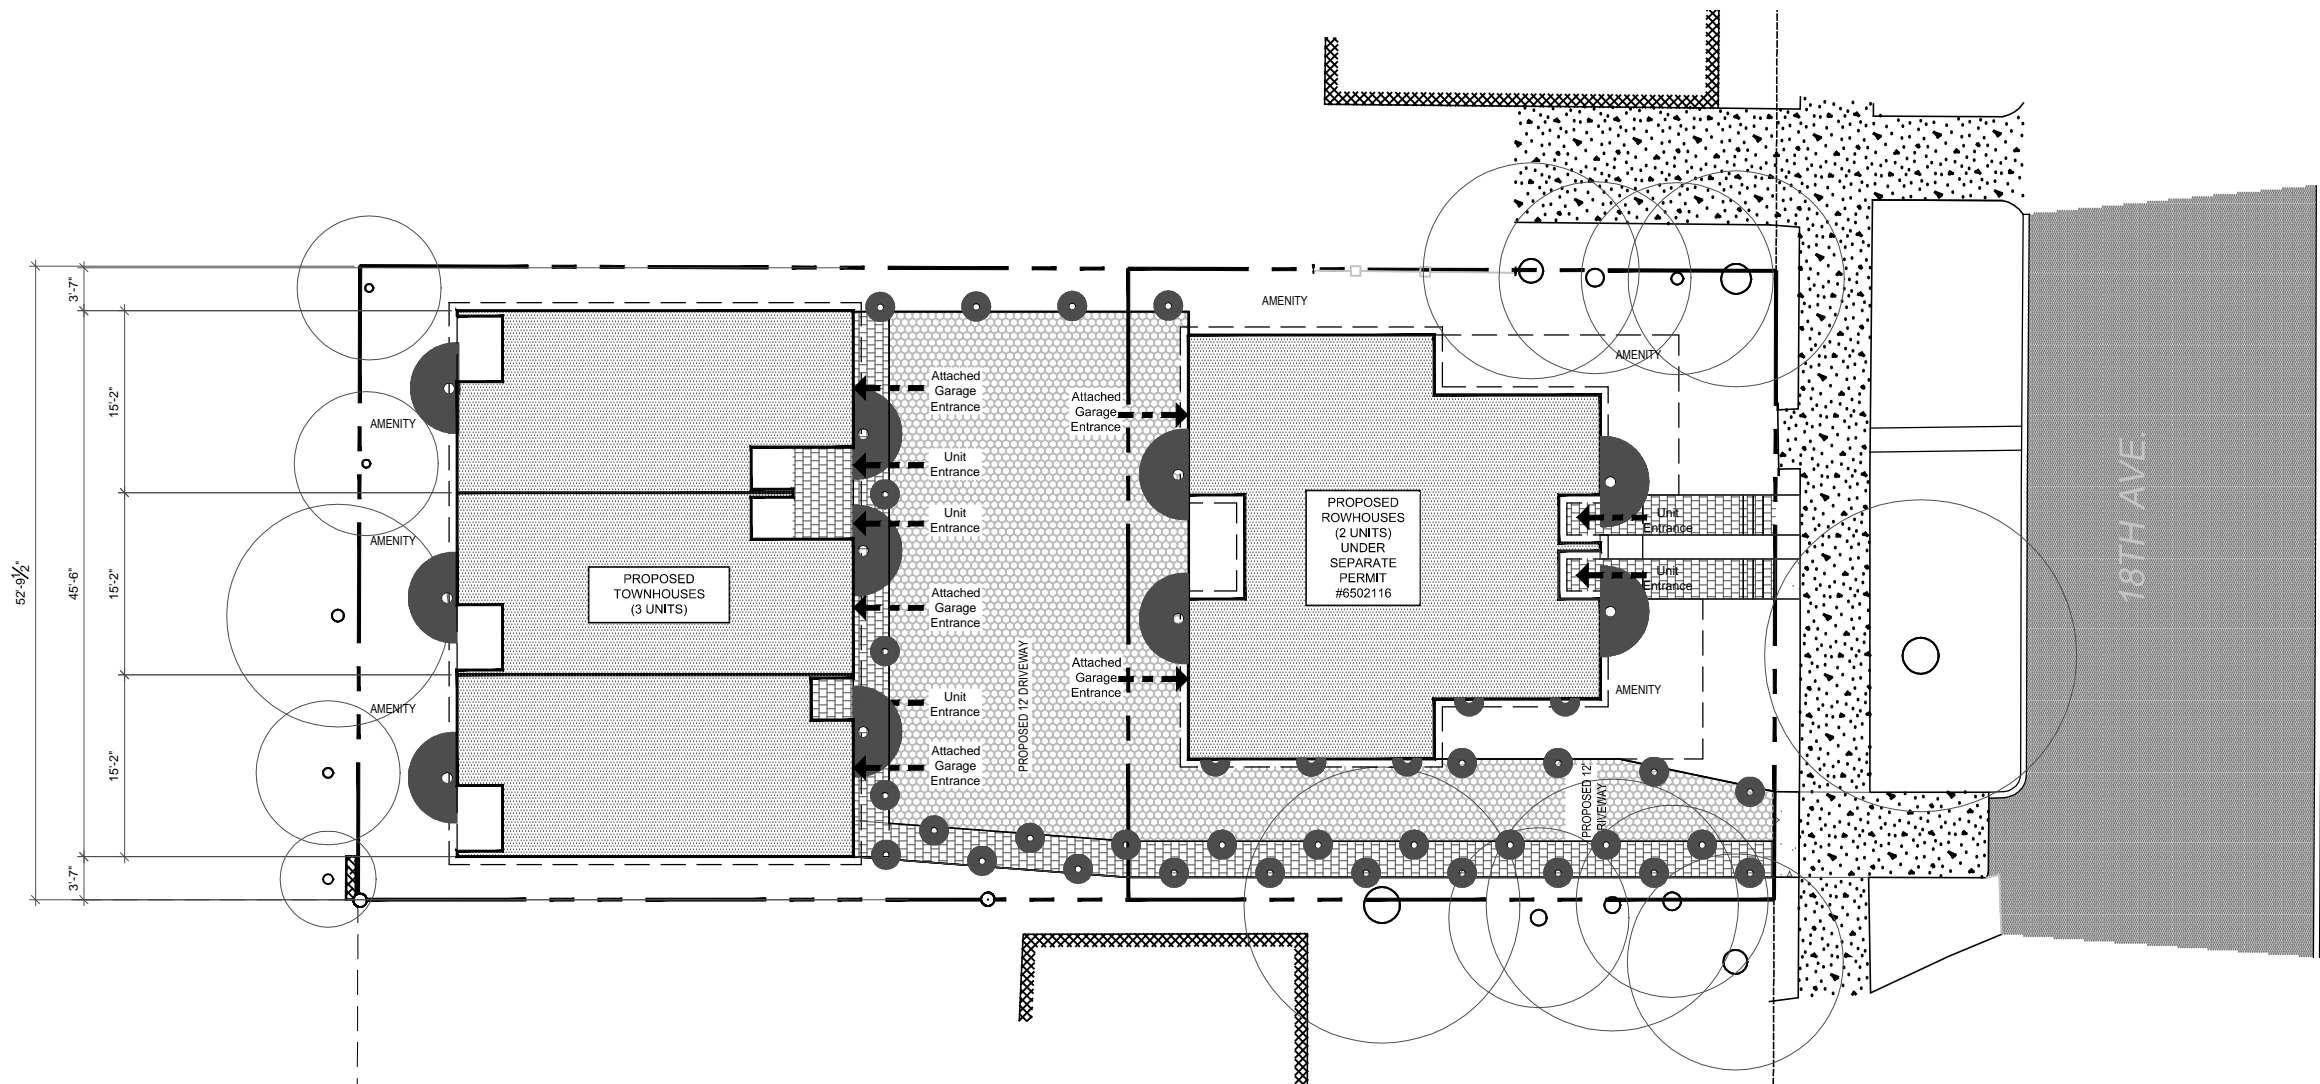 52'-9½"
3'-7"
45'-6"
3'-7"
15'-2"
15'-2"
15'-2"
AMENITY
AMENITY
AMENITY
PROPOSED
TOWNHOUSES
(3 UNITS)
Attached
Garage
Entrance
Unit
Entrance
Unit
Entrance
Attached
Garage
Entrance
Unit
Entrance
Attached
Garage
Entrance
PROPOSED 12' DRIVEWAY
Attached
Garage
Entrance
Attached
Garage
Entrance
AMENITY
AMENITY
PROPOSED
ROWHOUSES
(2 UNITS)
UNDER
SEPARATE
PERMIT
#6502116
Unit
Entrance
Unit
Entrance
AMENITY
PROPOSED 12'
RIVEWAY
18TH AVE.